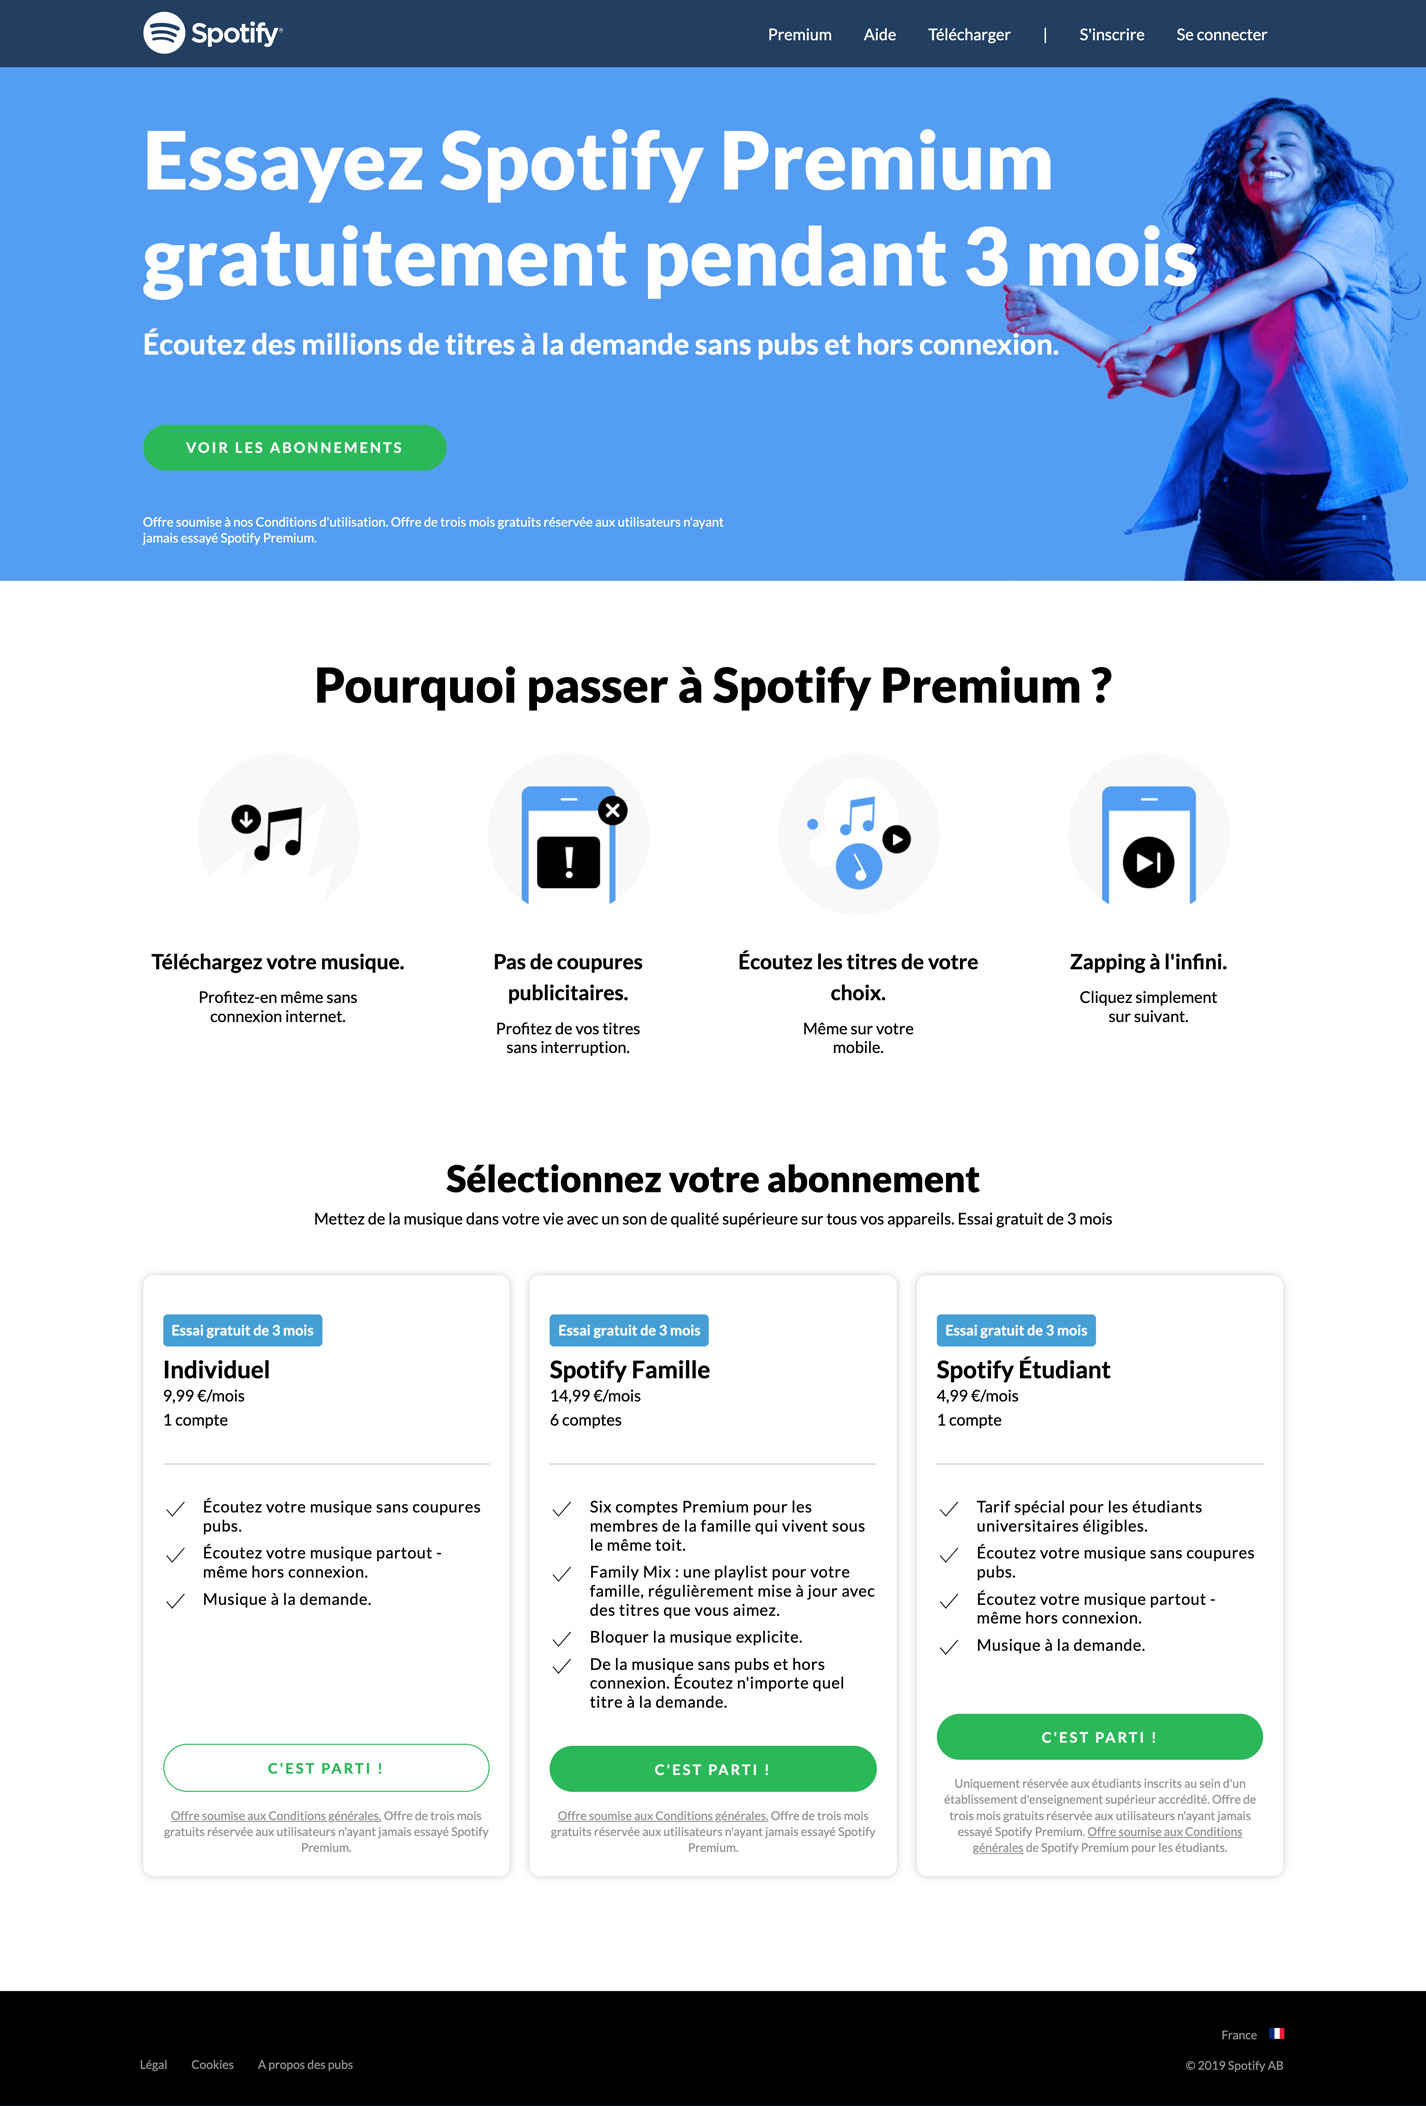 Spotify®
Premium Aide Télécharger | S'inscrire Se connecter
Essayez Spotify Premium
gratuitement pendant 3 mois
Écoutez des millions de titres à la demande sans pubs et hors connexion.
VOIR LES ABONNEMENTS
Offre soumise à nos Conditions d'utilisation. Offre de trois mois gratuits réservée aux utilisateurs n'ayant
jamais essayé Spotify Premium.
Pourquoi passer à Spotify Premium ?
Téléchargez votre musique.
Profitez-en même sans
connexion internet.
Pas de coupures
publicitaires.
Profitez de vos titres
sans interruption.
Écoutez les titres de votre
choix.
Même sur votre
mobile.
Zapping à l'infini.
Cliquez simplement
sur suivant.
Sélectionnez votre abonnement
Mettez de la musique dans votre vie avec un son de qualité supérieure sur tous vos appareils. Essai gratuit de 3 mois
Essai gratuit de 3 mois
Individuel
9,99 €/mois
1 compte
Écoutez votre musique sans coupures
pubs.
Écoutez votre musique partout -
même hors connexion.
Musique à la demande.
C'EST PARTI !
Offre soumise aux Conditions générales. Offre de trois mois
gratuits réservée aux utilisateurs n'ayant jamais essayé Spotify
Premium.
Essai gratuit de 3 mois
Spotify Famille
14,99 €/mois
6 comptes
Six comptes Premium pour les
membres de la famille qui vivent sous
le même toit.
Family Mix : une playlist pour votre
famille, régulièrement mise à jour avec
des titres que vous aimez.
Bloquer la musique explicite.
De la musique sans pubs et hors
connexion. Écoutez n'importe quel
titre à la demande.
C'EST PARTI !
Offre soumise aux Conditions générales. Offre de trois mois
gratuits réservée aux utilisateurs n'ayant jamais essayé Spotify
Premium.
Essai gratuit de 3 mois
Spotify Étudiant
4,99 €/mois
1 compte
Tarif spécial pour les étudiants
universitaires éligibles.
Écoutez votre musique sans coupures
pubs.
Écoutez votre musique partout -
même hors connexion.
Musique à la demande.
C'EST PARTI !
Uniquement réservée aux étudiants inscrits au sein d'un
établissement d'enseignement supérieur accrédité. Offre de
trois mois gratuits réservée aux utilisateurs n'ayant jamais
essayé Spotify Premium. Offre soumise aux Conditions
générales de Spotify Premium pour les étudiants.
France
Légal Cookies A propos des pubs
© 2019 Spotify AB